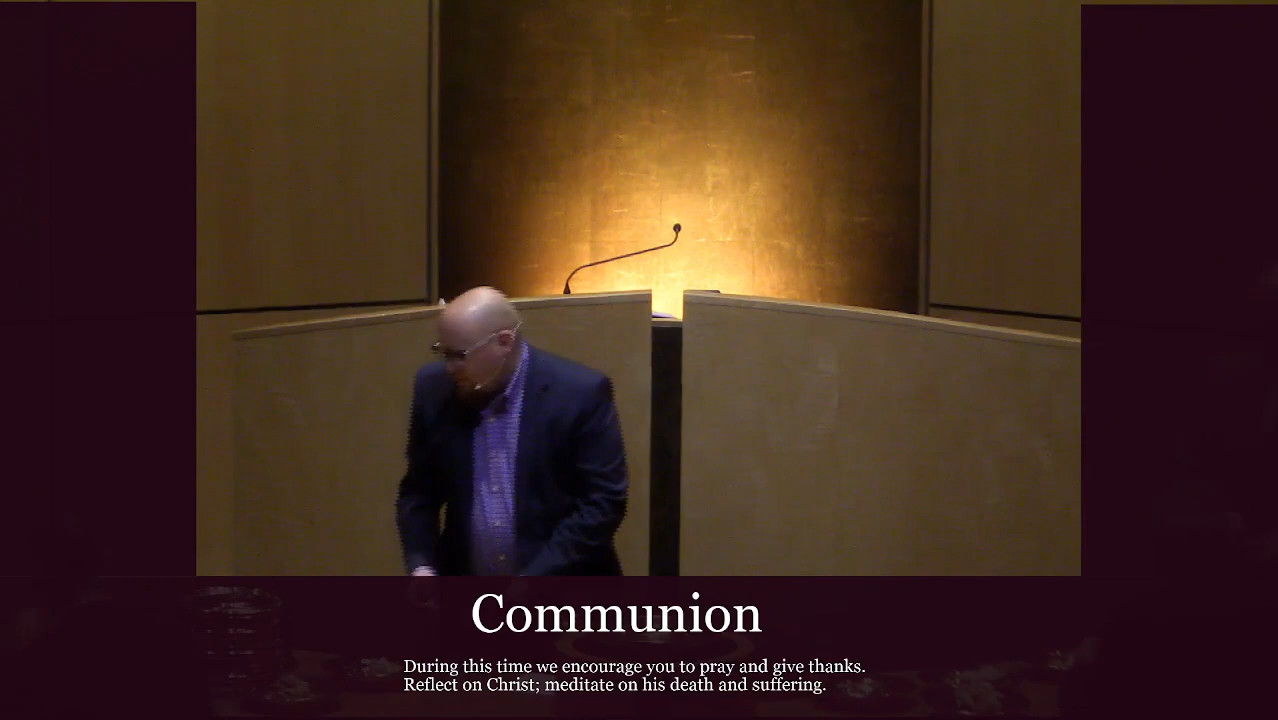 Communion
During this time we encourage you to pray and give thanks.
Reflect on Christ; meditate on his death and suffering.